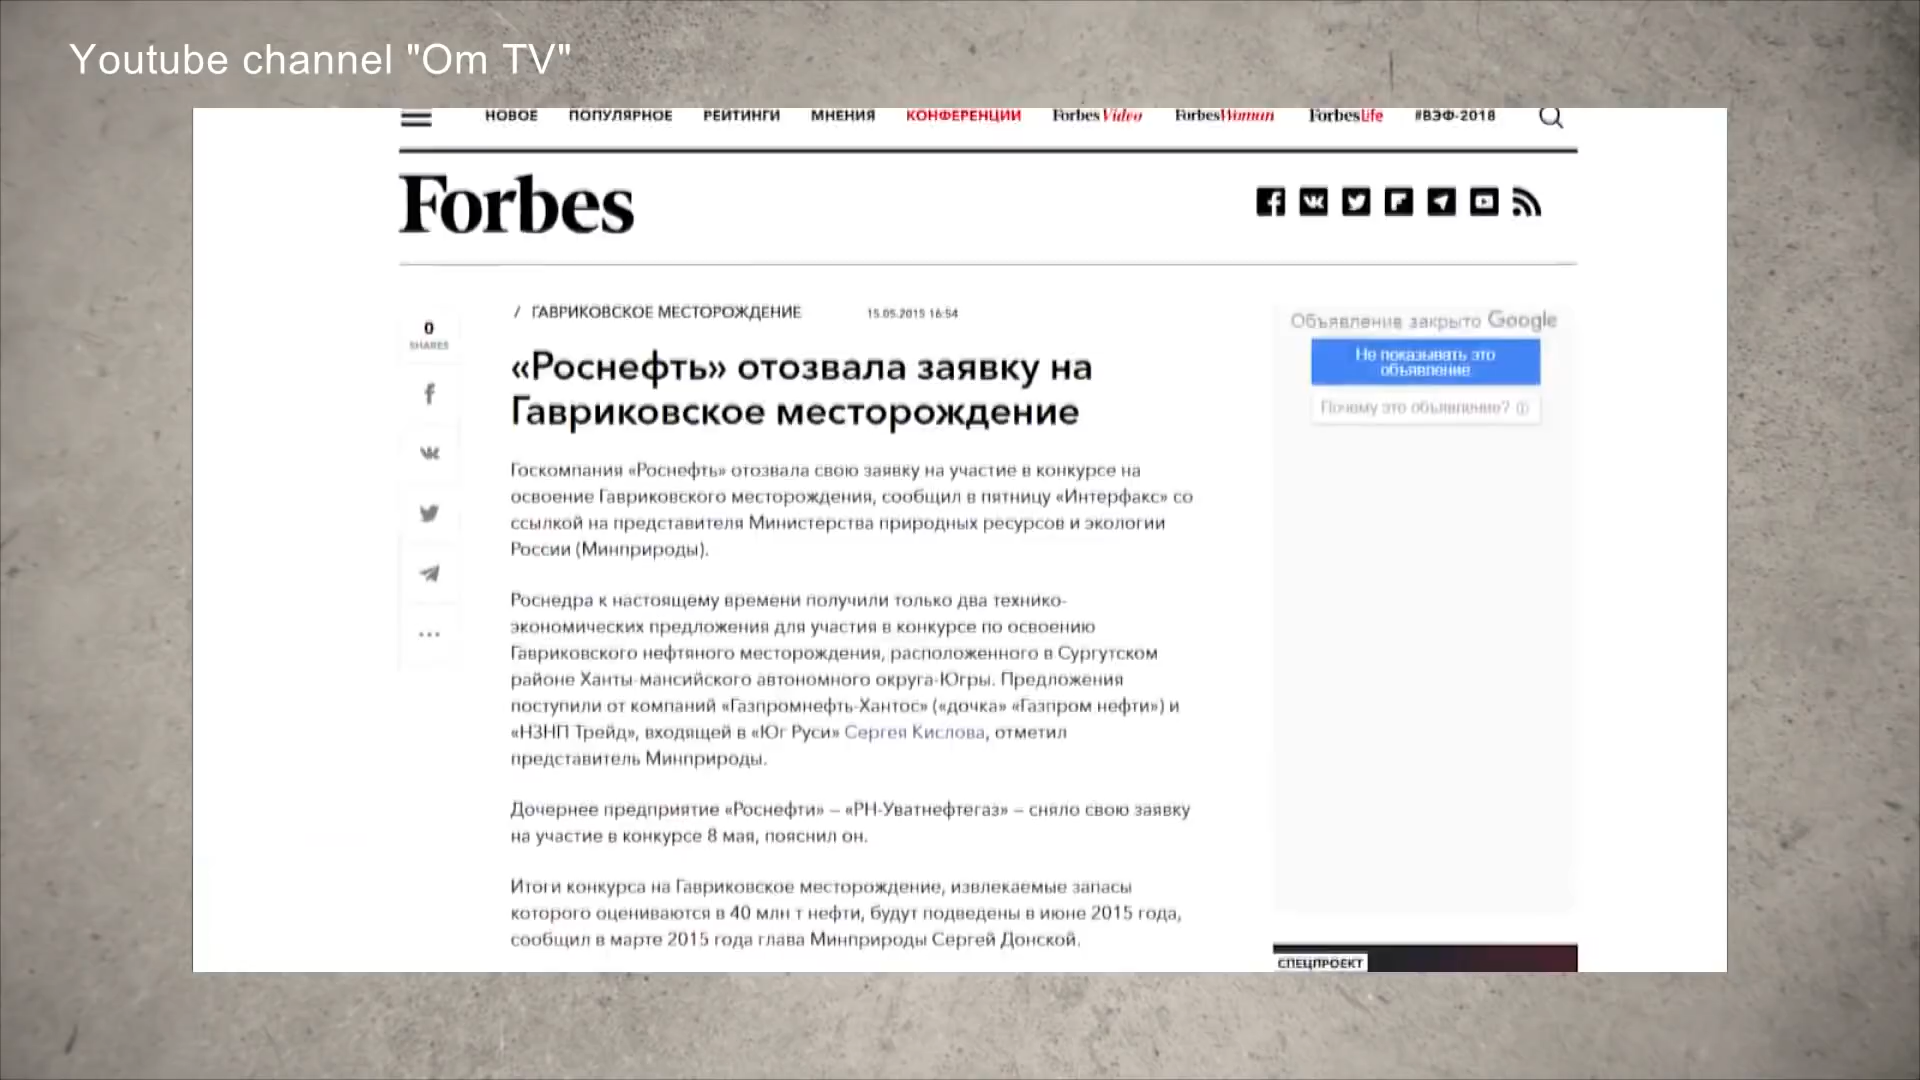 Youtube channel "Om TV"
НОВОЕ ПОПУЛЯРНОЕ РЕЙТИНГИ МНЕНИЯ КОНФЕРЕНЦИИ Forbes Video ForbesWoman ForbesLife #ВЭФ-2018
Forbes
/ ГАВРИКОВСКОЕ МЕСТОРОЖДЕНИЕ 15.05.2015 16:54
0
SHARES
«Роснефть» отозвала заявку на
Гавриковское месторождение
Госкомпания «Роснефть» отозвала свою заявку на участие в конкурсе на
освоение Гавриковского месторождения, сообщил в пятницу «Интерфакс» со
ссылкой на представителя Министерства природных ресурсов и экологии
России (Минприроды).
Роснедра к настоящему времени получили только два технико-
экономических предложения для участия в конкурсе по освоению
Гавриковского нефтяного месторождения, расположенного в Сургутском
районе Ханты-мансийского автономного округа-Югры. Предложения
поступили от компаний «Газпромнефть-Хантос» («дочка» «Газпром нефти») и
«НЗНП Трейд», входящей в «Юг Руси» Сергея Кислова, отметил
представитель Минприроды.
Дочернее предприятие «Роснефти» – «РН-Уватнефтегаз» – сняло свою заявку
на участие в конкурсе 8 мая, пояснил он.
Итоги конкурса на Гавриковское месторождение, извлекаемые запасы
которого оцениваются в 40 млн т нефти, будут подведены в июне 2015 года,
сообщил в марте 2015 года глава Минприроды Сергей Донской.
Объявление закрыто Google
Не показывать это
объявление
Почему это объявление?
СПЕЦПРОЕКТ